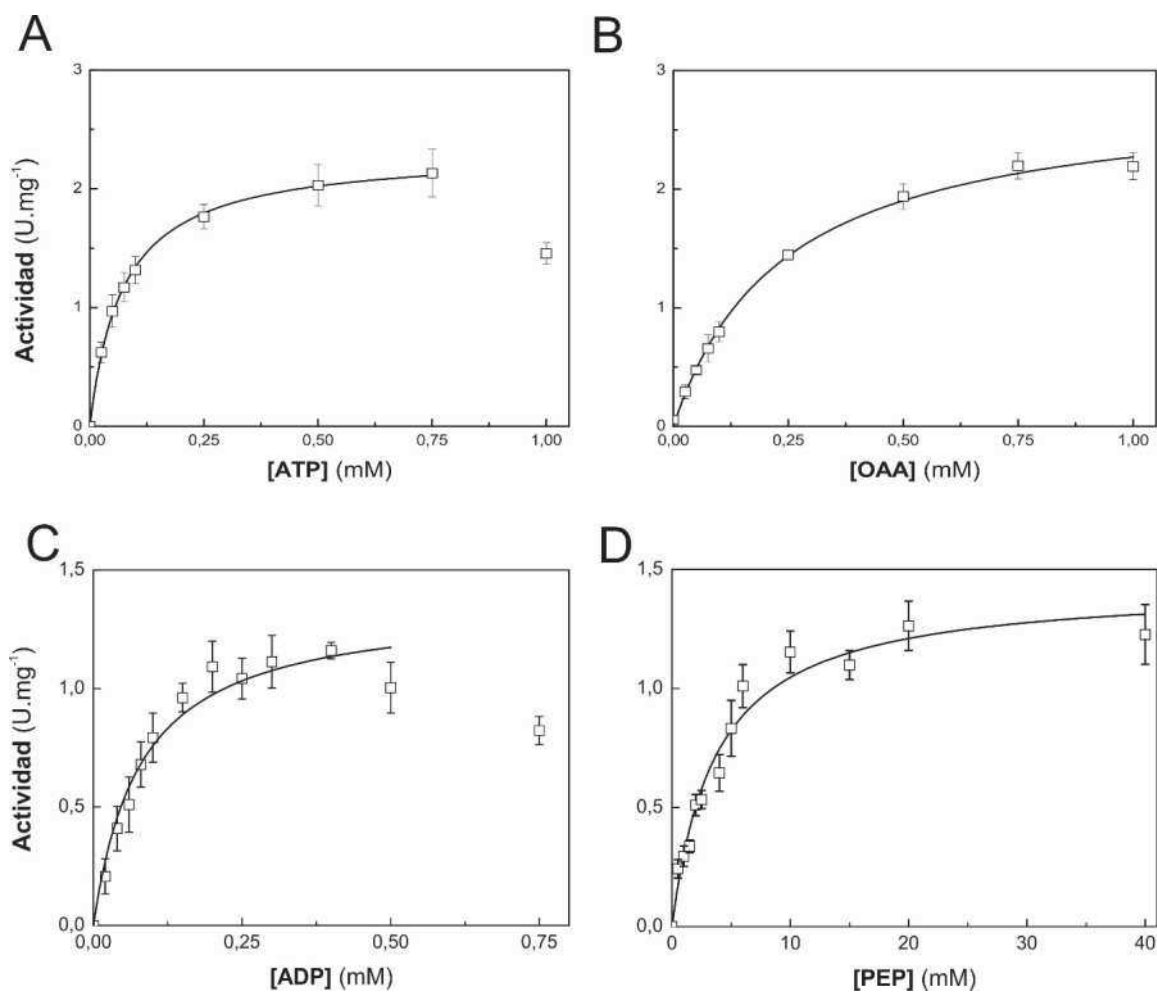 A
Actividad (U.mg⁻¹)
3
2
1
0
0,00 0,25 0,50 0,75 1,00
[ATP] (mM)
B
3
2
1
0
0,00 0,25 0,50 0,75 1,00
[OAA] (mM)
C
Actividad (U.mg⁻¹)
1,5
1,0
0,5
0,0
0,00 0,25 0,50 0,75
[ADP] (mM)
D
1,5
1,0
0,5
0,0
0 10 20 30 40
[PEP] (mM)